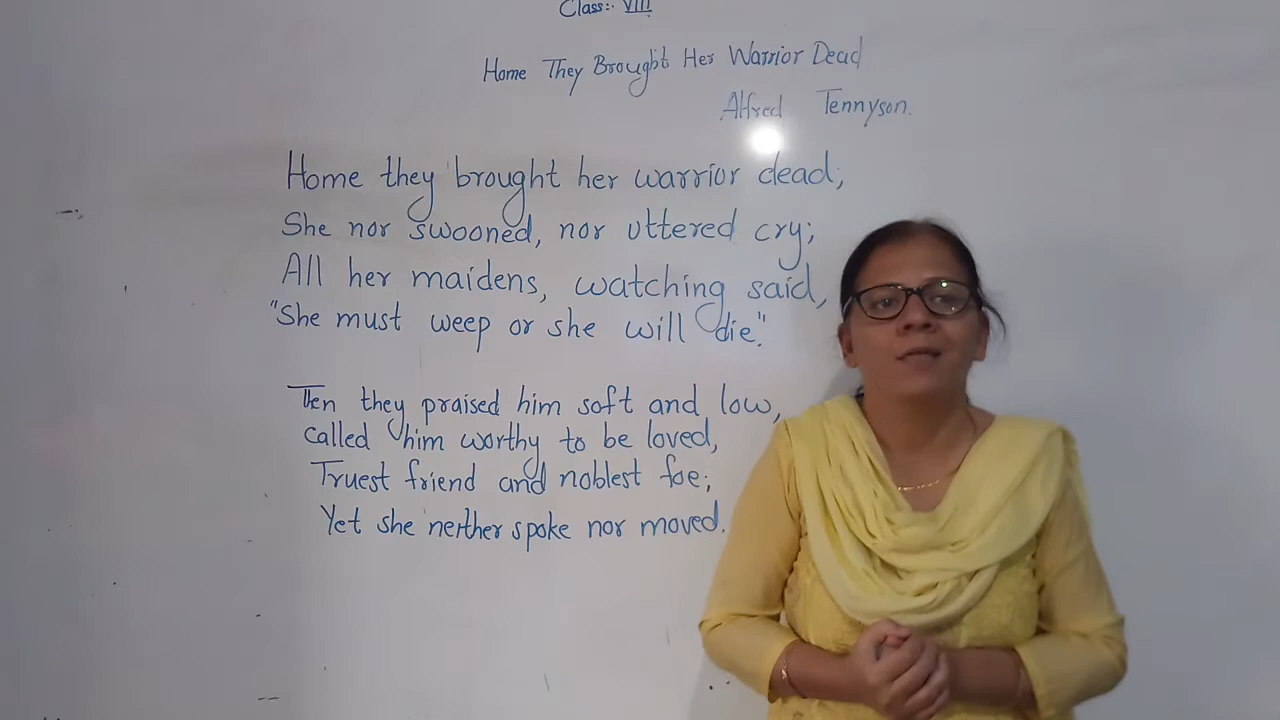 Class:- VIII
Home They Brought Her Warrior Dead
Alfred Tennyson.
Home they brought her warrior dead;
She nor swooned, nor uttered cry;
All her maidens, watching said,
"She must weep or she will die."
Then they praised him soft and low,
Called him worthy to be loved,
Truest friend and noblest foe;
Yet she neither spoke nor moved.